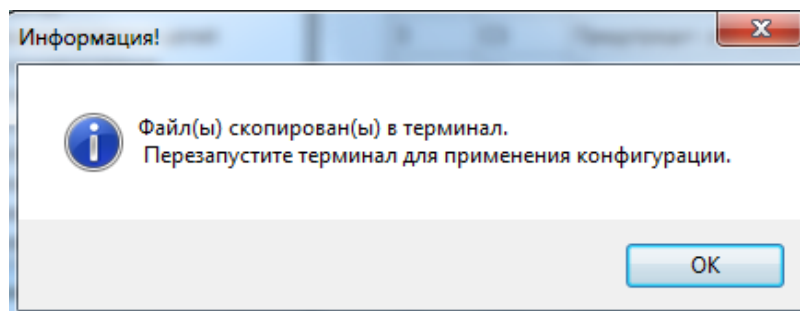 Информация!
Файл(ы) скопирован(ы) в терминал.
Перезапустите терминал для применения конфигурации.
OK